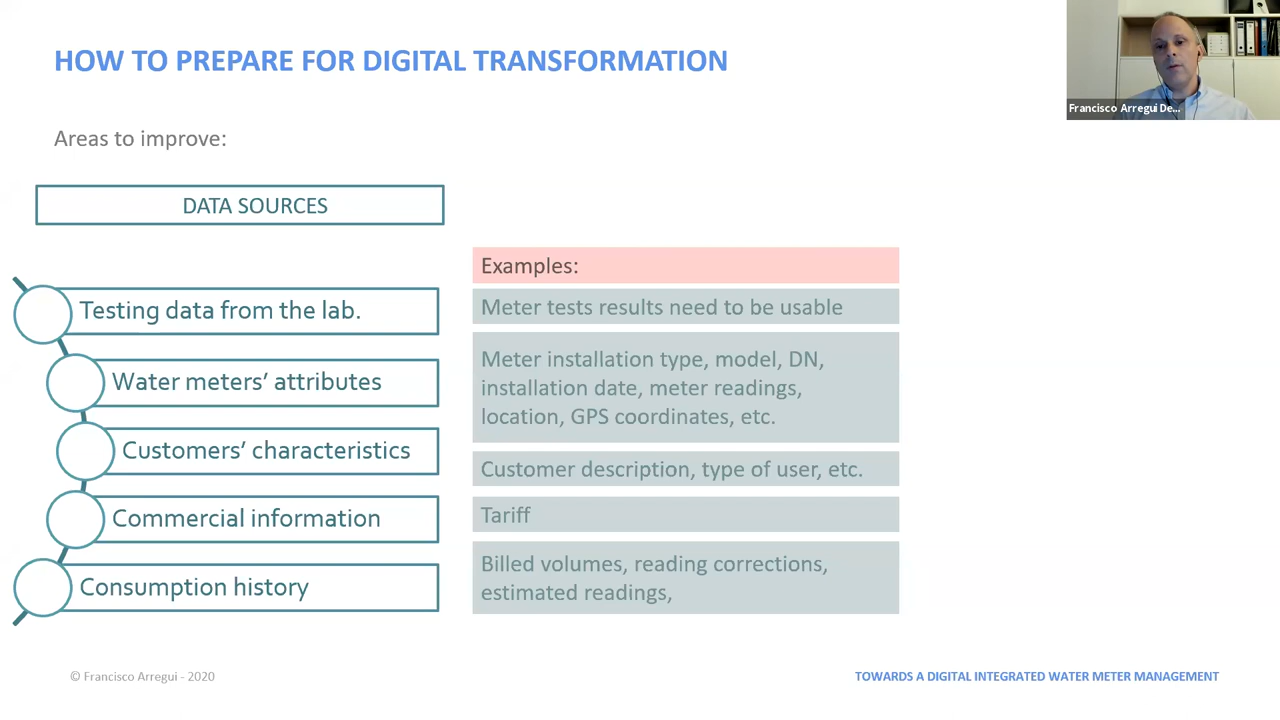 HOW TO PREPARE FOR DIGITAL TRANSFORMATION
Francisco Arregui De...
Areas to improve:
DATA SOURCES
Examples:
Testing data from the lab.
Meter tests results need to be usable
Water meters’ attributes
Meter installation type, model, DN,
installation date, meter readings,
location, GPS coordinates, etc.
Customers’ characteristics
Customer description, type of user, etc.
Commercial information
Tariff
Consumption history
Billed volumes, reading corrections,
estimated readings,
© Francisco Arregui - 2020
TOWARDS A DIGITAL INTEGRATED WATER METER MANAGEMENT